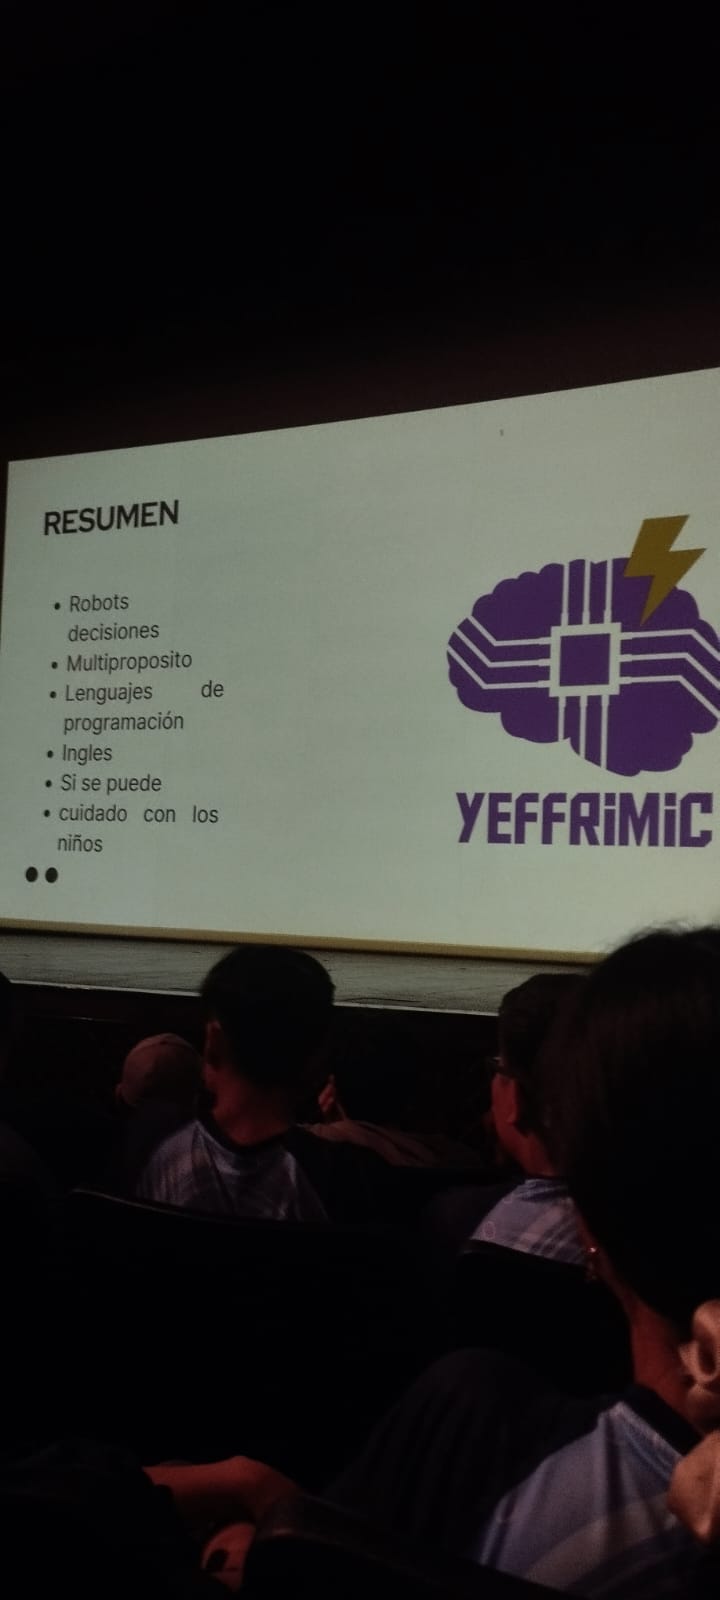 RESUMEN
• Robots
decisiones
• Multiproposito
• Lenguajes de
programación
• Ingles
• Si se puede
• cuidado con los
niños
YEFFRiMiC